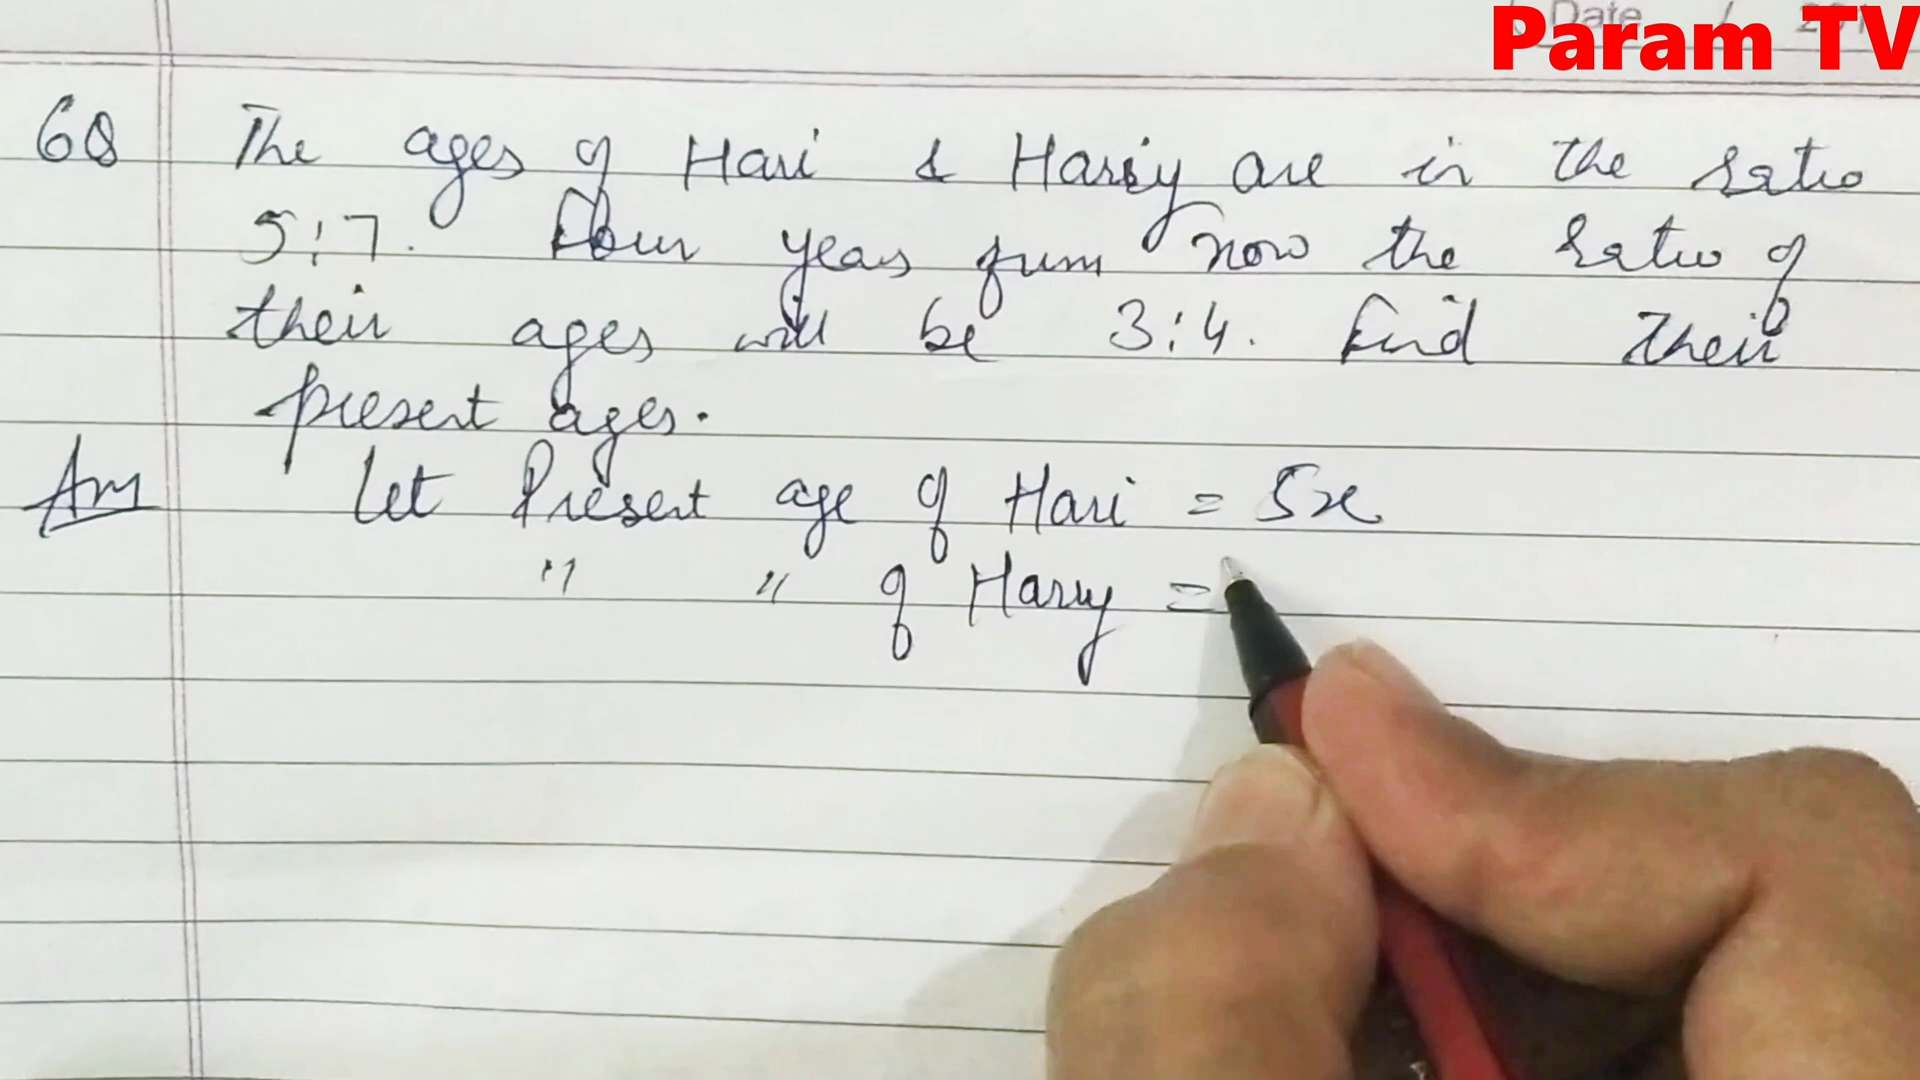 Date / 201
Param TV
6Q The ages of Hari & Harry are in the ratio
5:7. Four years from now the ratio of
their ages will be 3:4. Find their
present ages.
Ans Let Present age of Hari = 5x
" " of Harry =